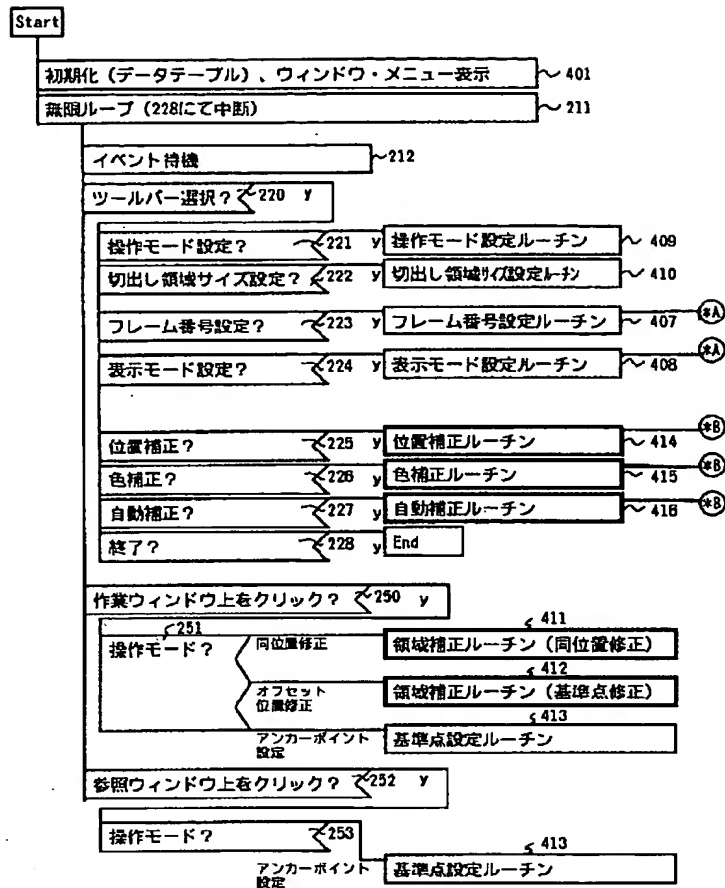 Start
初期化（データテーブル）、ウィンドウ・メニュー表示 401
無限ループ（228にて中断） 211
イベント待機 212
ツールバー選択？ 220 y
操作モード設定？ 221 y 操作モード設定ルーチン 409
切出し領域サイズ設定？ 222 y 切出し領域ｻｲｽﾞ設定ﾙｰﾁﾝ 410
フレーム番号設定？ 223 y フレーム番号設定ルーチン 407 *A
表示モード設定？ 224 y 表示モード設定ルーチン 408 *A
位置補正？ 225 y 位置補正ルーチン 414 *B
色補正？ 226 y 色補正ルーチン 415 *B
自動補正？ 227 y 自動補正ルーチン 416 *B
終了？ 228 y End
作業ウィンドウ上をクリック？ 250 y
操作モード？ 251
同位置修正 領域補正ルーチン（同位置修正） 411
オフセット
位置修正 領域補正ルーチン（基準点修正） 412
アンカーポイント
設定 基準点設定ルーチン 413
参照ウィンドウ上をクリック？ 252 y
操作モード？ 253
アンカーポイント
設定 基準点設定ルーチン 413